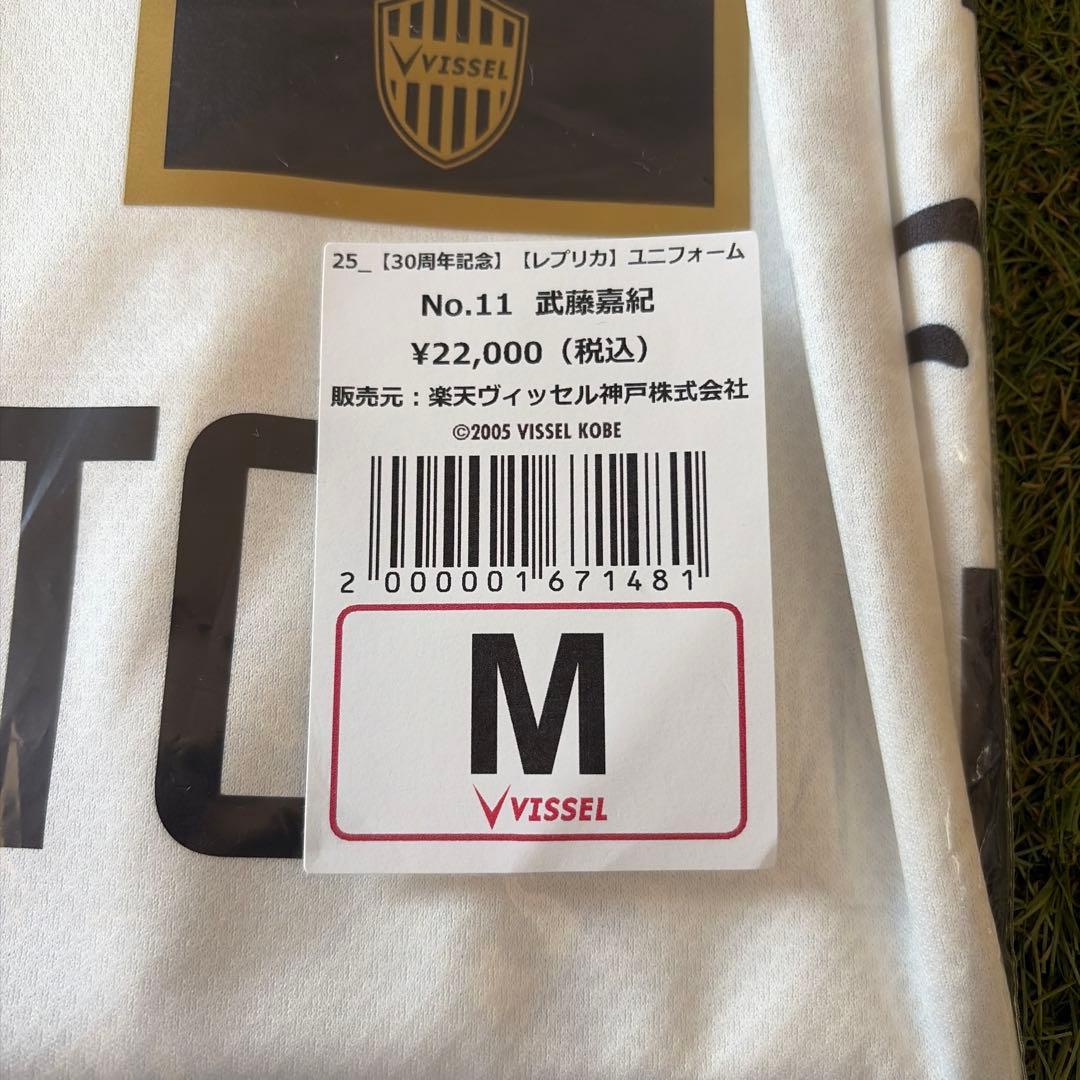 VISSEL
25_【30周年記念】【レプリカ】ユニフォーム
No.11 武藤嘉紀
¥22,000（税込）
販売元：楽天ヴィッセル神戸株式会社
©2005 VISSEL KOBE
TO
2 000001 671481
M
VISSEL